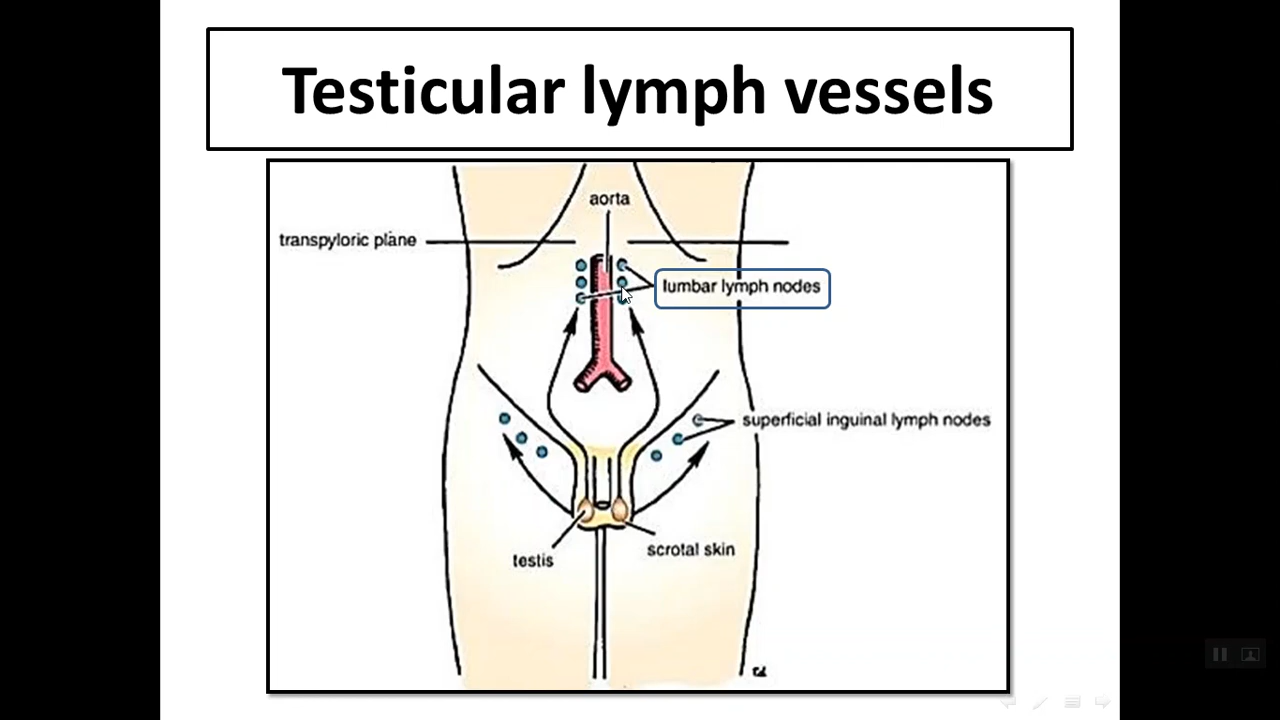 Testicular lymph vessels
aorta
transpyloric plane
lumbar lymph nodes
superficial inguinal lymph nodes
scrotal skin
testis